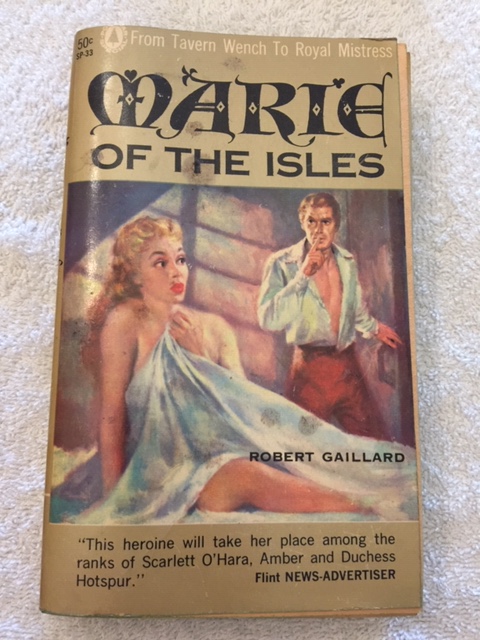 50c
SP-33
From Tavern Wench To Royal Mistress
MARIE
OF THE ISLES
ROBERT GAILLARD
"This heroine will take her place among the
ranks of Scarlett O'Hara, Amber and Duchess
Hotspur."
Flint NEWS-ADVERTISER